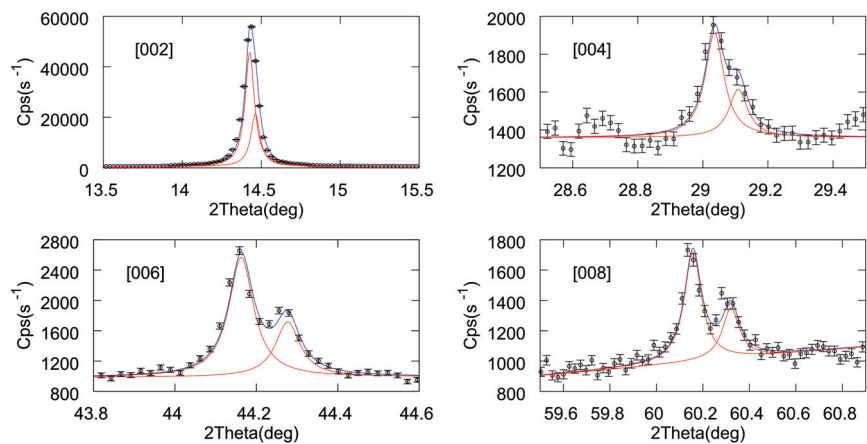 60000
40000
20000
0
Cps(s⁻¹)
[002]
13.5 14 14.5 15 15.5
2Theta(deg)
2000
1800
1600
1400
1200
Cps(s⁻¹)
[004]
28.6 28.8 29 29.2 29.4
2Theta(deg)
2800
2400
2000
1600
1200
800
Cps(s⁻¹)
[006]
43.8 44 44.2 44.4 44.6
2Theta(deg)
1800
1600
1400
1200
1000
800
Cps(s⁻¹)
[008]
59.6 59.8 60 60.2 60.4 60.6 60.8
2Theta(deg)